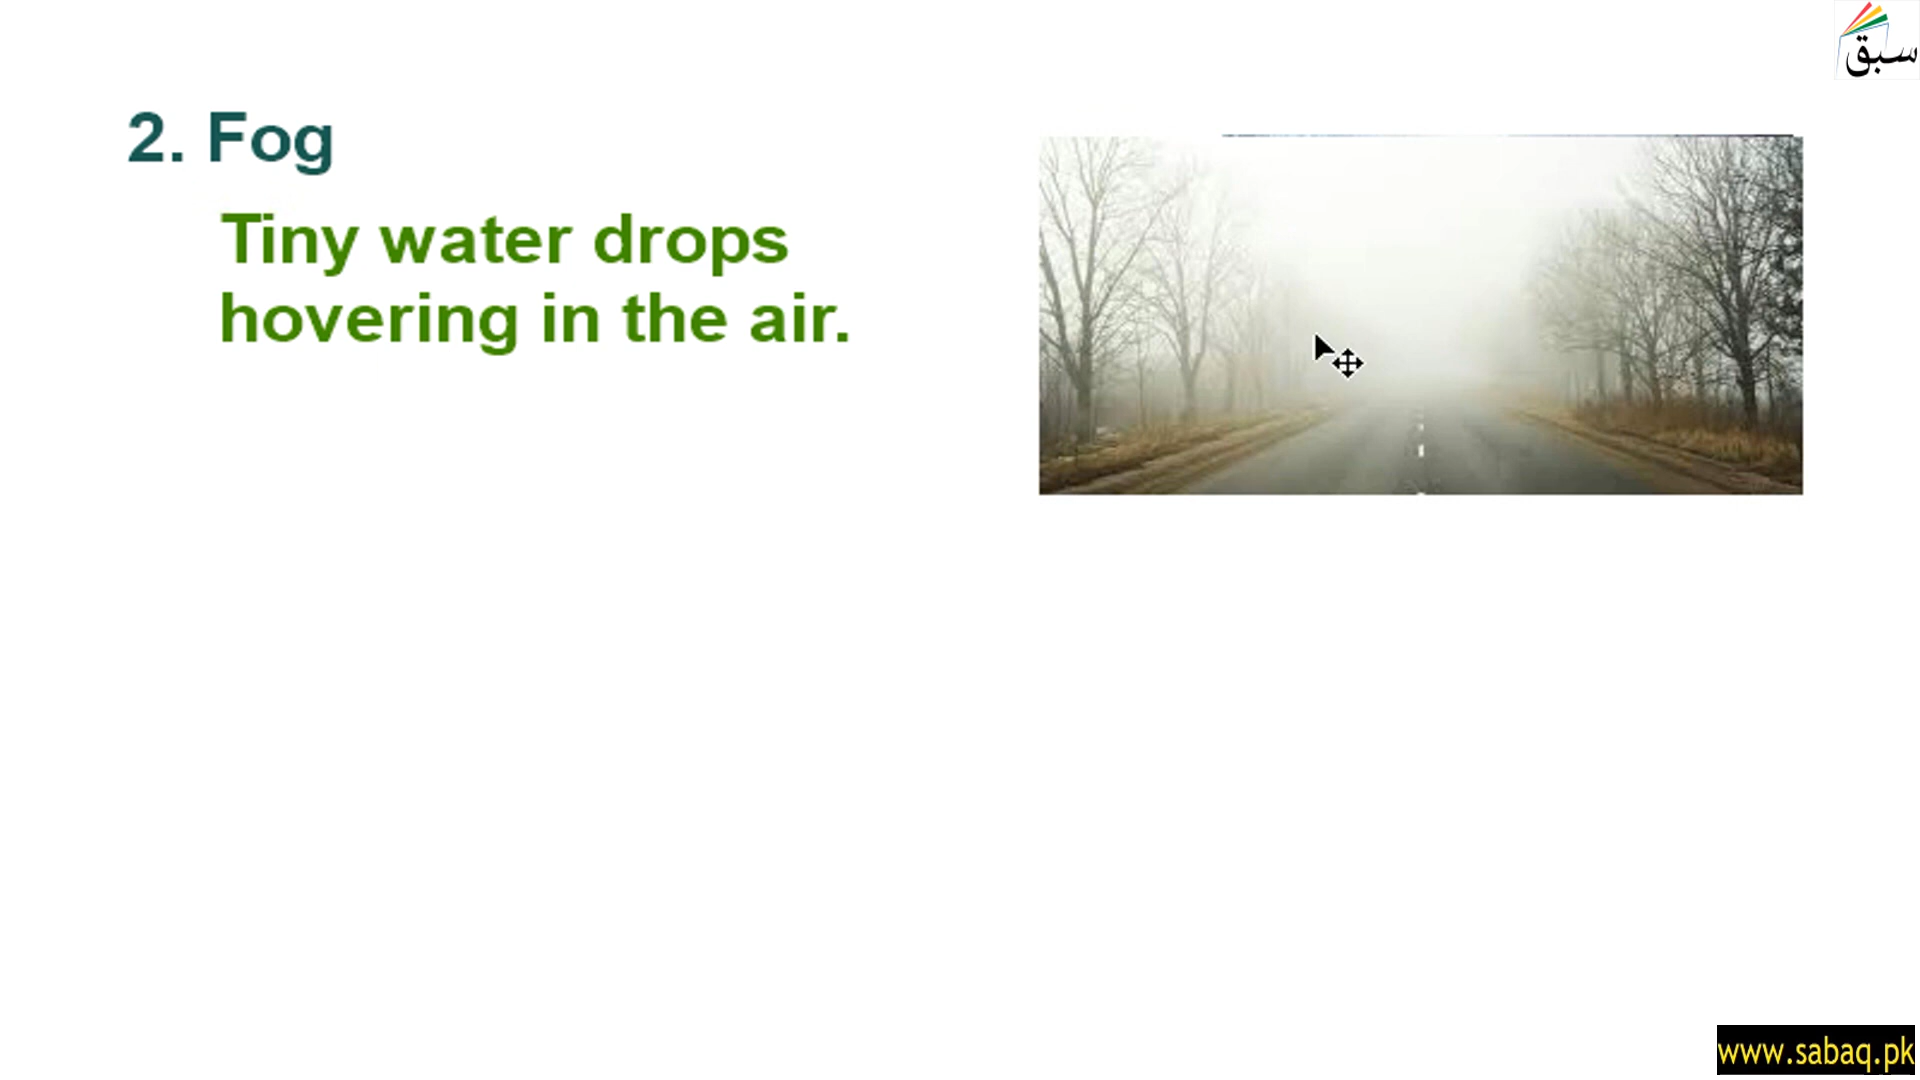 سبق
2. Fog
Tiny water drops
hovering in the air.
www.sabaq.pk